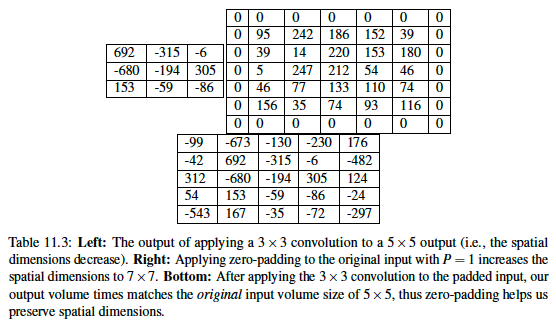 0 0 0 0 0 0 0
0 95 242 186 152 39 0
692 -315 -6 0 39 14 220 153 180 0
-680 -194 305 0 5 247 212 54 46 0
153 -59 -86 0 46 77 133 110 74 0
0 156 35 74 93 116 0
0 0 0 0 0 0 0
-99 -673 -130 -230 176
-42 692 -315 -6 -482
312 -680 -194 305 124
54 153 -59 -86 -24
-543 167 -35 -72 -297
Table 11.3: Left: The output of applying a 3 × 3 convolution to a 5 × 5 output (i.e., the spatial
dimensions decrease). Right: Applying zero-padding to the original input with P = 1 increases the
spatial dimensions to 7 × 7. Bottom: After applying the 3 × 3 convolution to the padded input, our
output volume times matches the original input volume size of 5 × 5, thus zero-padding helps us
preserve spatial dimensions.